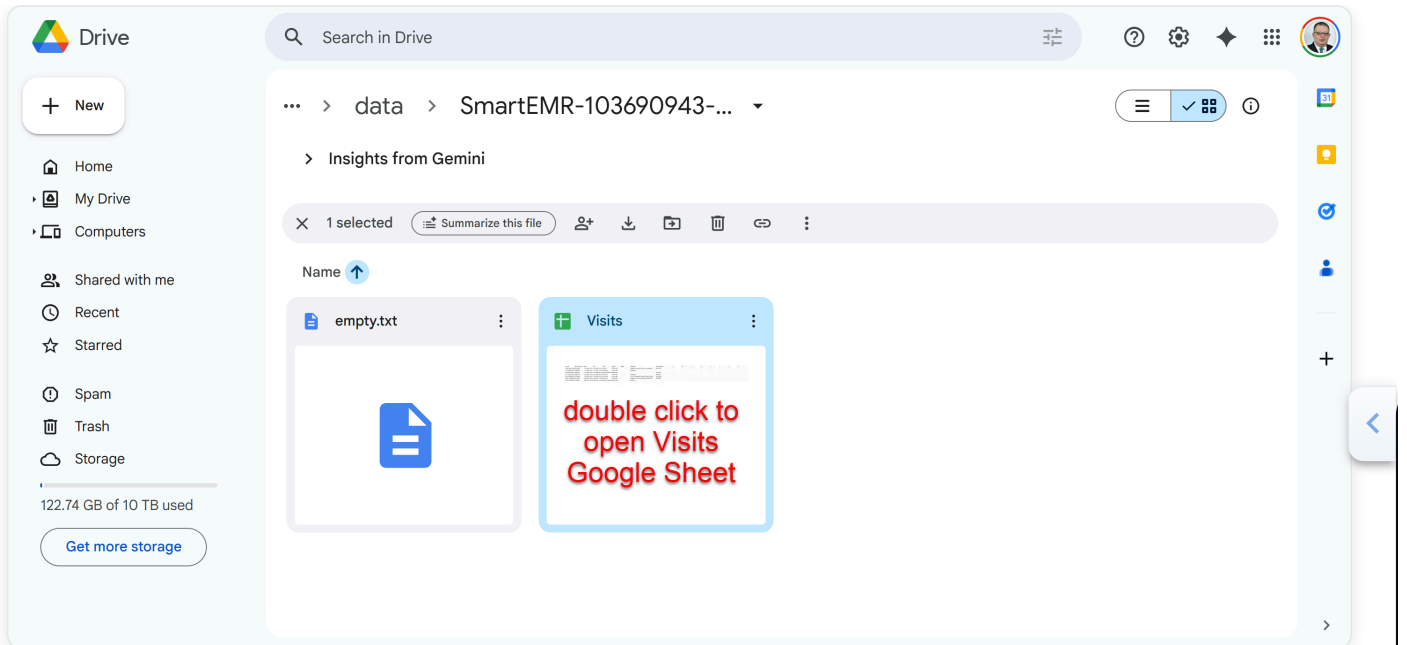 Drive
Search in Drive
New
... > data > SmartEMR-103690943-...
Insights from Gemini
Home
My Drive
Computers
1 selected
Summarize this file
Shared with me
Recent
Starred
Name
empty.txt
Visits
Spam
Trash
Storage
double click to
open Visits
Google Sheet
122.74 GB of 10 TB used
Get more storage
31